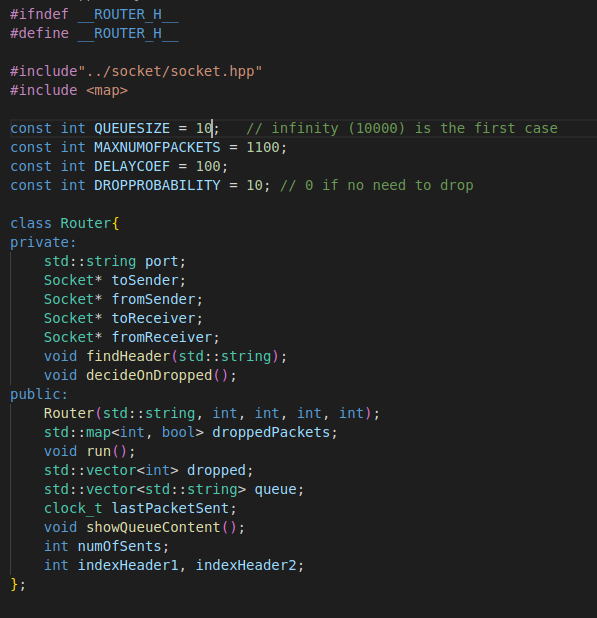 #ifndef __ROUTER_H__
#define __ROUTER_H__
#include"../socket/socket.hpp"
#include <map>
const int QUEUESIZE = 10;   // infinity (10000) is the first case
const int MAXNUMOFPACKETS = 1100;
const int DELAYCOEF = 100;
const int DROPPROBABILITY = 10; // 0 if no need to drop
class Router{
private:
    std::string port;
    Socket* toSender;
    Socket* fromSender;
    Socket* toReceiver;
    Socket* fromReceiver;
    void findHeader(std::string);
    void decideOnDropped();
public:
    Router(std::string, int, int, int, int);
    std::map<int, bool> droppedPackets;
    void run();
    std::vector<int> dropped;
    std::vector<std::string> queue;
    clock_t lastPacketSent;
    void showQueueContent();
    int numOfSents;
    int indexHeader1, indexHeader2;
};